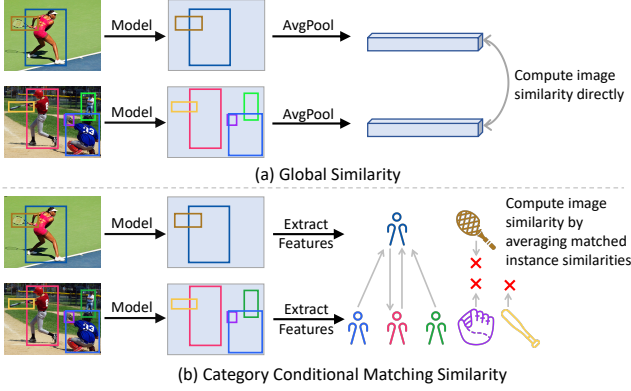 Model
AvgPool
Model
AvgPool
Compute image
similarity directly
(a) Global Similarity
Model
Extract
Features
Compute image
similarity by
averaging matched
instance similarities
Model
Extract
Features
(b) Category Conditional Matching Similarity